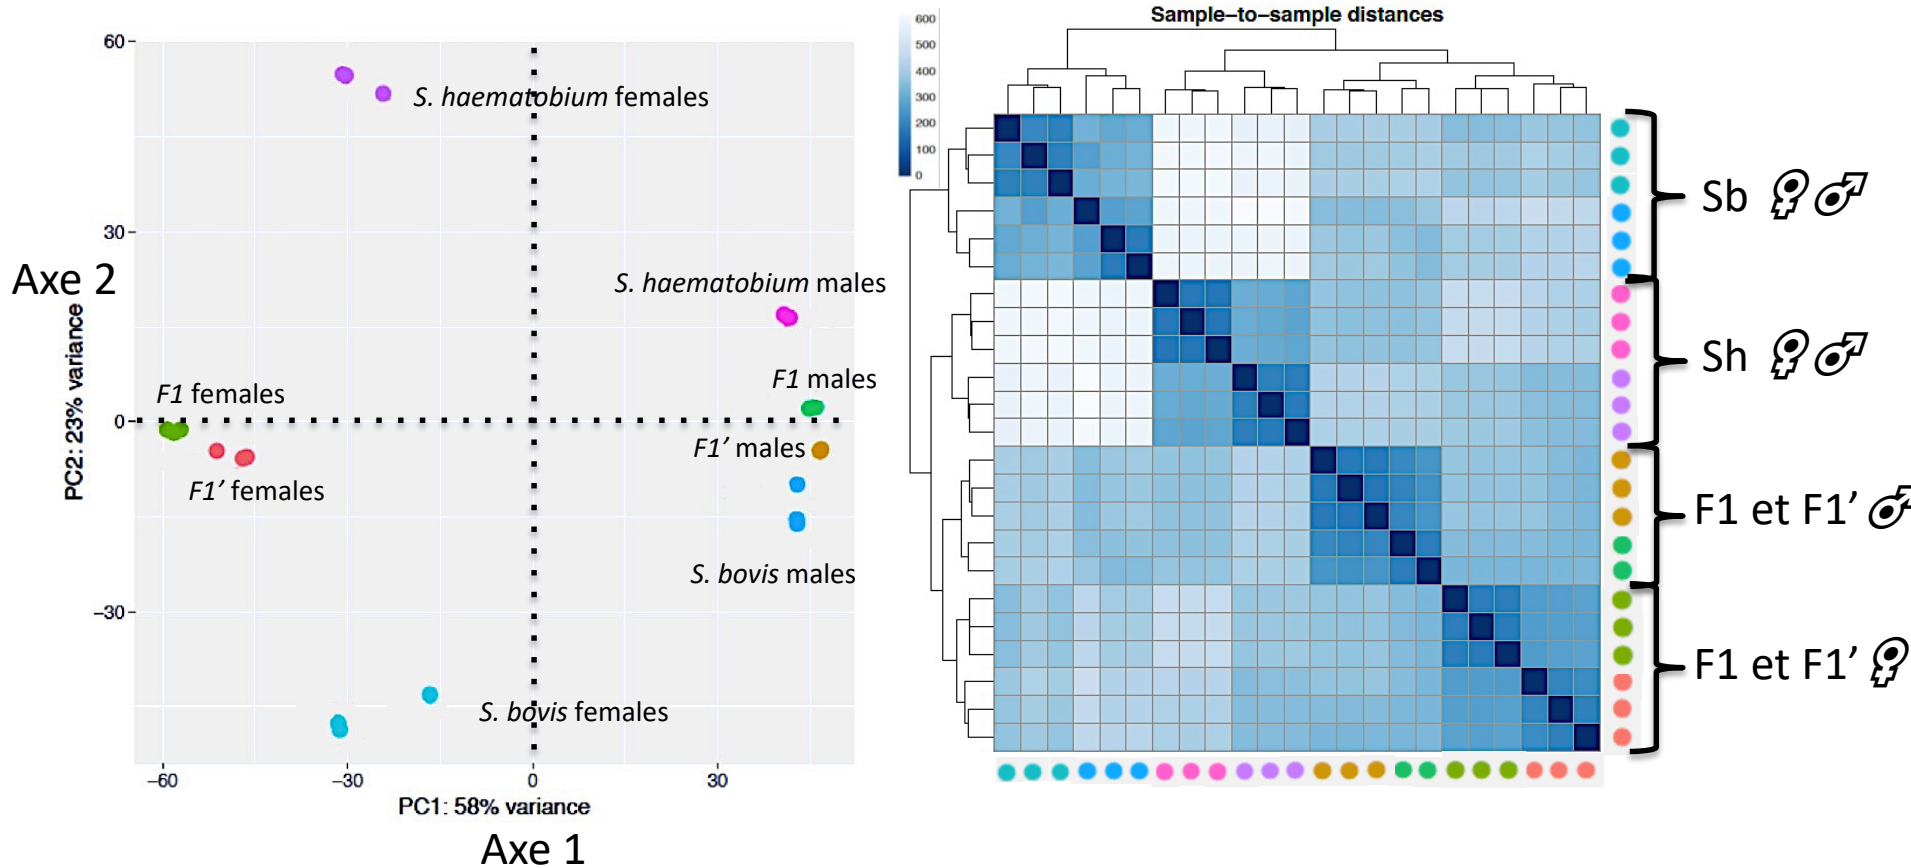 60
30
0
−30
Axe 2
PC2: 23% variance
S. haematobium females
S. haematobium males
F1 females
F1 males
F1’ males
F1’ females
S. bovis males
S. bovis females
−60
−30
0
30
PC1: 58% variance
Axe 1
Sample−to−sample distances
600
500
400
300
200
100
0
Sb ♀♂
Sh ♀♂
F1 et F1’ ♂
F1 et F1’ ♀